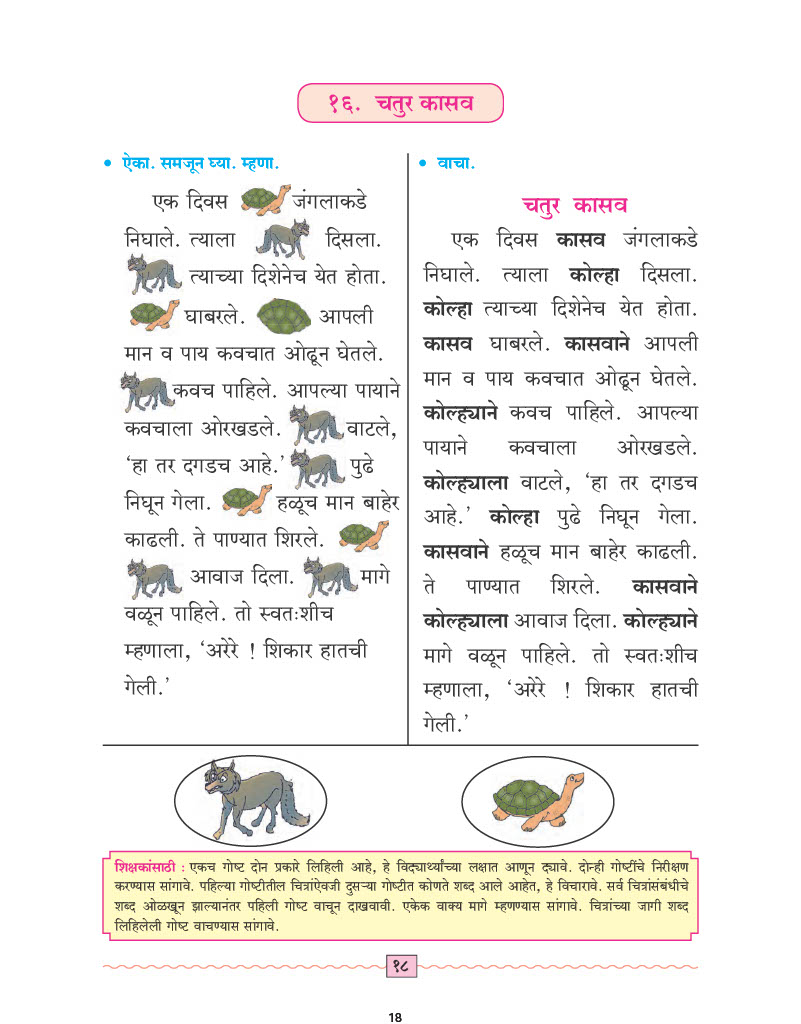 १६. चतुर कासव
• ऐका. समजून घ्या. म्हणा.
एक दिवस जंगलाकडे
निघाले. त्याला दिसला.
त्याच्या दिशेनेच येत होता.
घाबरले. आपली
मान व पाय कवचात ओढून घेतले.
कवच पाहिले. आपल्या पायाने
कवचाला ओरखडले. वाटले,
‘हा तर दगडच आहे.’ पुढे
निघून गेला. हळूच मान बाहेर
काढली. ते पाण्यात शिरले.
आवाज दिला. मागे
वळून पाहिले. तो स्वतःशीच
म्हणाला, ‘अरेरे ! शिकार हातची
गेली.’
• वाचा.
चतुर कासव
एक दिवस कासव जंगलाकडे
निघाले. त्याला कोल्हा दिसला.
कोल्हा त्याच्या दिशेनेच येत होता.
कासव घाबरले. कासवाने आपली
मान व पाय कवचात ओढून घेतले.
कोल्ह्याने कवच पाहिले. आपल्या
पायाने कवचाला ओरखडले.
कोल्ह्याला वाटले, ‘हा तर दगडच
आहे.’ कोल्हा पुढे निघून गेला.
कासवाने हळूच मान बाहेर काढली.
ते पाण्यात शिरले. कासवाने
कोल्ह्याला आवाज दिला. कोल्ह्याने
मागे वळून पाहिले. तो स्वतःशीच
म्हणाला, ‘अरेरे ! शिकार हातची
गेली.’
शिक्षकांसाठी : एकच गोष्ट दोन प्रकारे लिहिली आहे, हे विद्यार्थ्यांच्या लक्षात आणून द्यावे. दोन्ही गोष्टींचे निरीक्षण
करण्यास सांगावे. पहिल्या गोष्टीतील चित्रांऐवजी दुसऱ्या गोष्टीत कोणते शब्द आले आहेत, हे विचारावे. सर्व चित्रांसंबंधीचे
शब्द ओळखून झाल्यानंतर पहिली गोष्ट वाचून दाखवावी. एकेक वाक्य मागे म्हणण्यास सांगावे. चित्रांच्या जागी शब्द
लिहिलेली गोष्ट वाचण्यास सांगावे.
१८
18